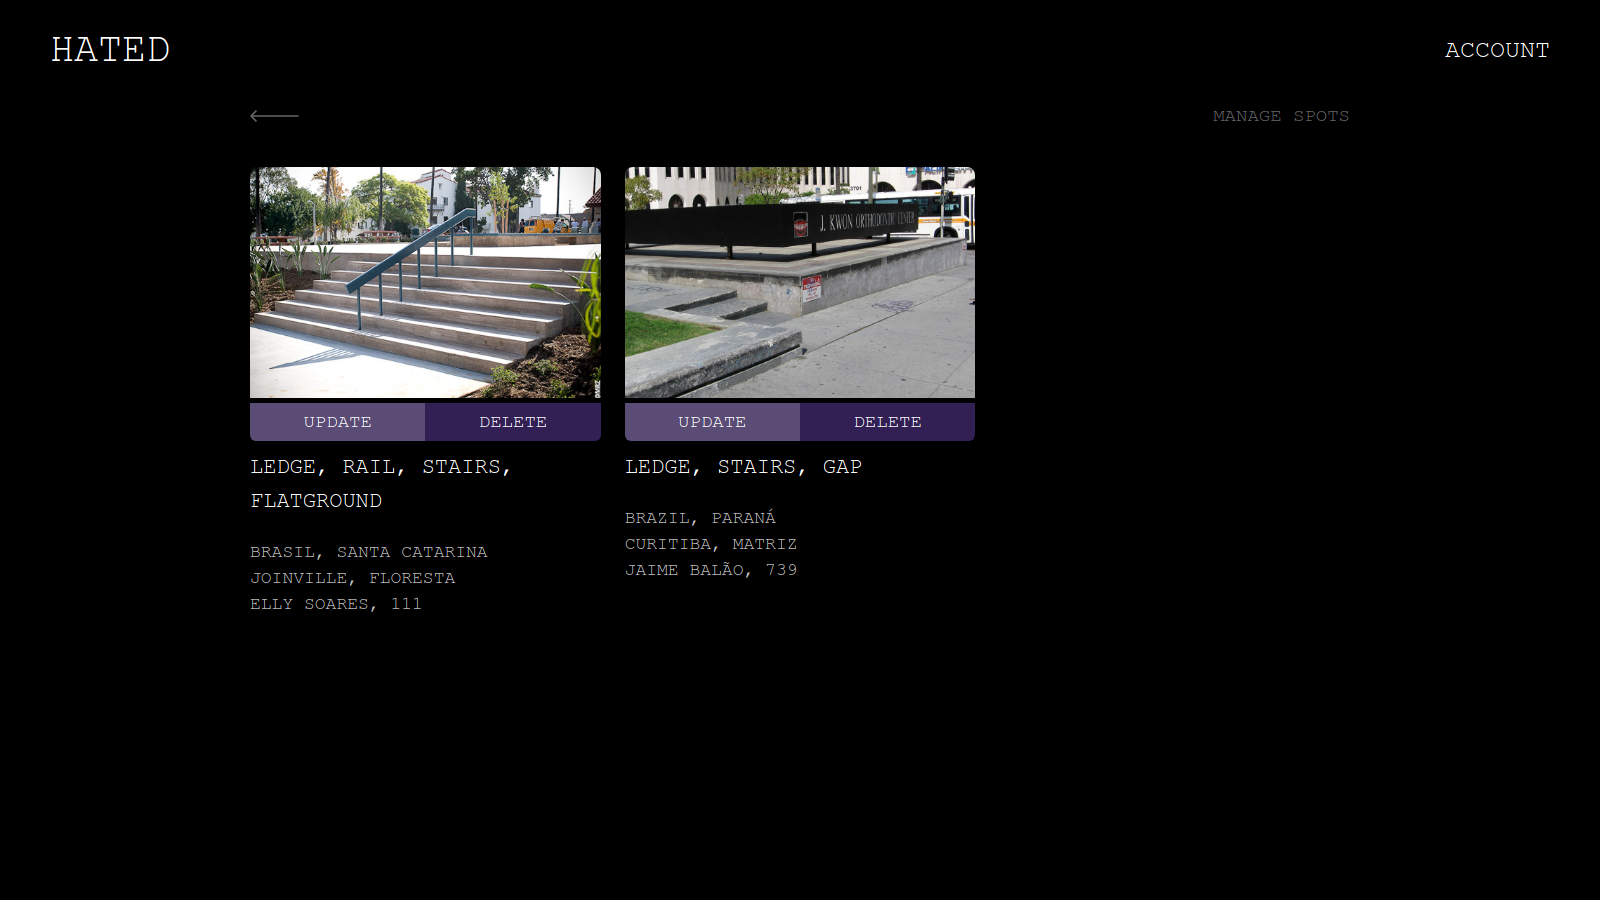 HATED
ACCOUNT
MANAGE SPOTS
J. KWON ORTHODONTIC CENTER
UPDATE
DELETE
UPDATE
DELETE
LEDGE, RAIL, STAIRS,
FLATGROUND
BRASIL, SANTA CATARINA
JOINVILLE, FLORESTA
ELLY SOARES, 111
LEDGE, STAIRS, GAP
BRAZIL, PARANÁ
CURITIBA, MATRIZ
JAIME BALÃO, 739